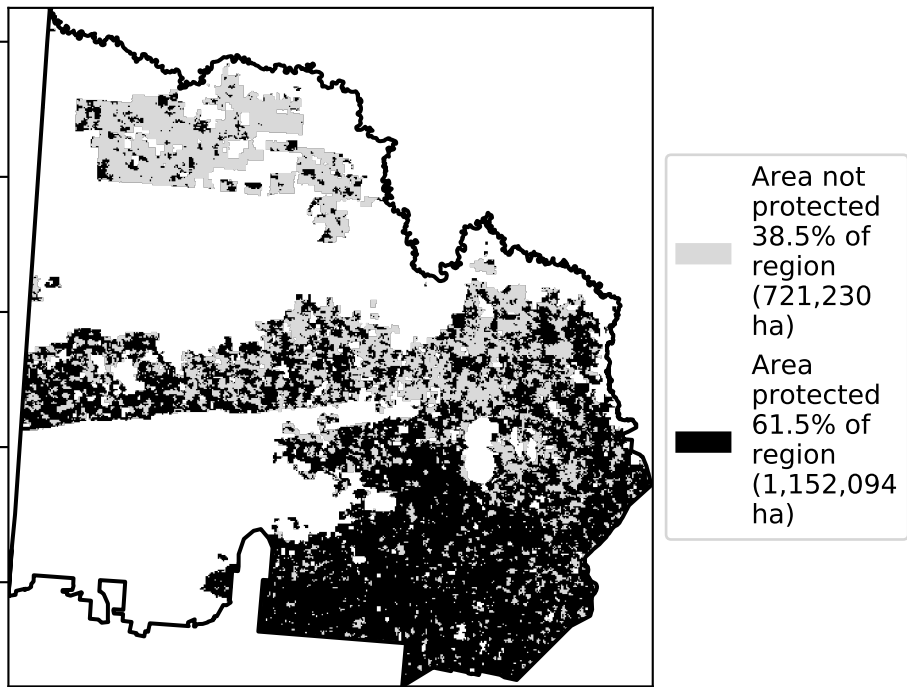 Area not
protected
38.5% of
region
(721,230
ha)
Area
protected
61.5% of
region
(1,152,094
ha)